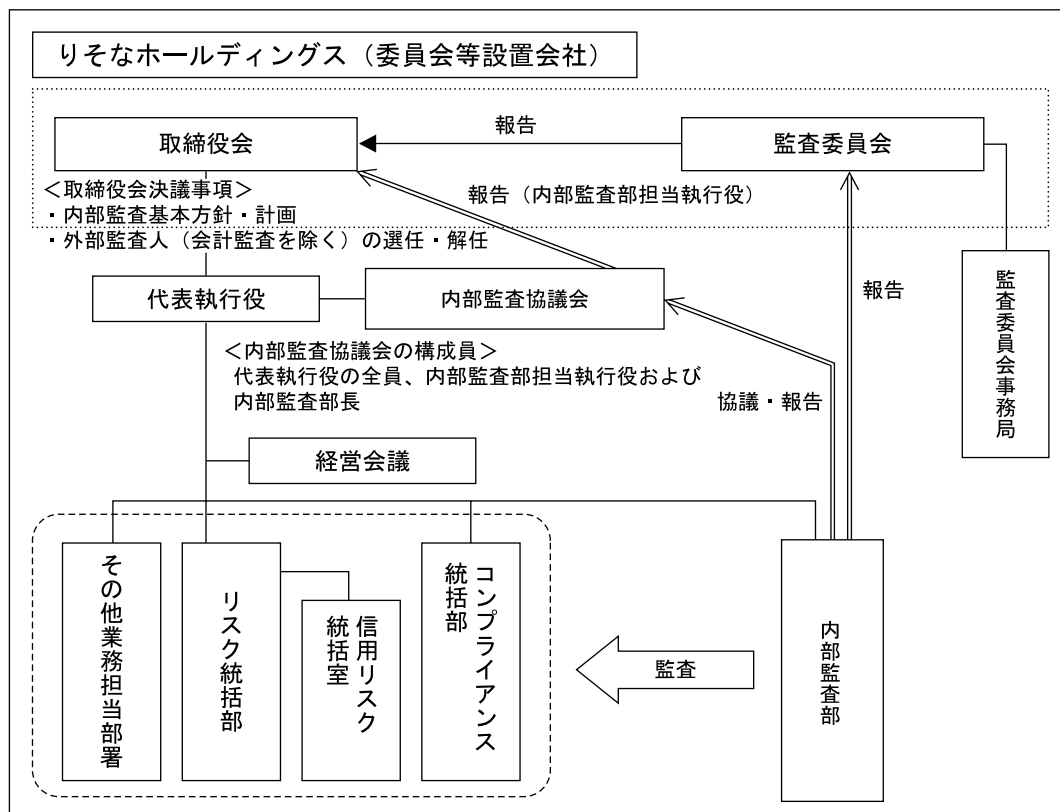 りそなホールディングス（委員会等設置会社）
取締役会
報告
監査委員会
＜取締役会決議事項＞
・内部監査基本方針・計画
・外部監査人（会計監査を除く）の選任・解任
報告（内部監査部担当執行役）
代表執行役
内部監査協議会
報告
監査委員会事務局
＜内部監査協議会の構成員＞
代表執行役の全員、内部監査部担当執行役および
内部監査部長
協議・報告
経営会議
その他業務担当部署
リスク統括部
信用リスク
統括室
コンプライアンス
統括部
監査
内部監査部